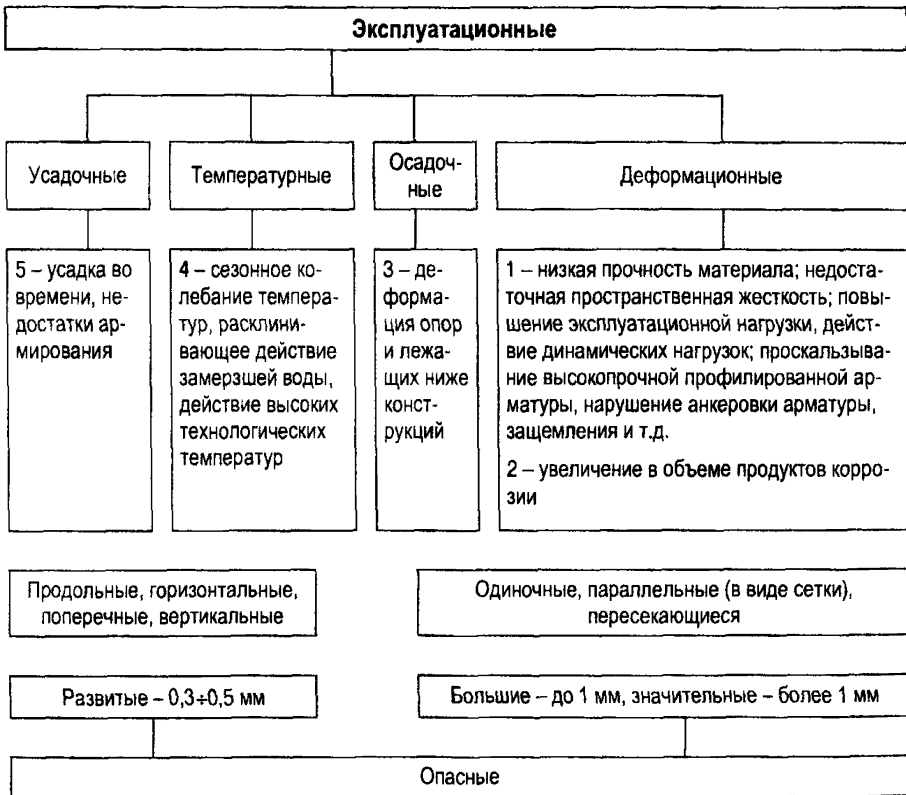 Эксплуатационные
Усадочные
Температурные
Осадоч-
ные
Деформационные
5 – усадка во
времени, не-
достатки ар-
мирования
4 – сезонное ко-
лебание темпера-
тур, расклини-
вающее действие
замерзшей воды,
действие высоких
технологических
температур
3 – де-
форма-
ция опор
и лежа-
щих ниже
конст-
рукций
1 – низкая прочность материала; недоста-
точная пространственная жесткость; повы-
шение эксплуатационной нагрузки, дейст-
вие динамических нагрузок; проскальзыва-
ние высокопрочной профилированной ар-
матуры, нарушение анкеровки арматуры,
защемления и т.д.
2 – увеличение в объеме продуктов корро-
зии
Продольные, горизонтальные,
поперечные, вертикальные
Одиночные, параллельные (в виде сетки),
пересекающиеся
Развитые – 0,3÷0,5 мм
Большие – до 1 мм, значительные – более 1 мм
Опасные